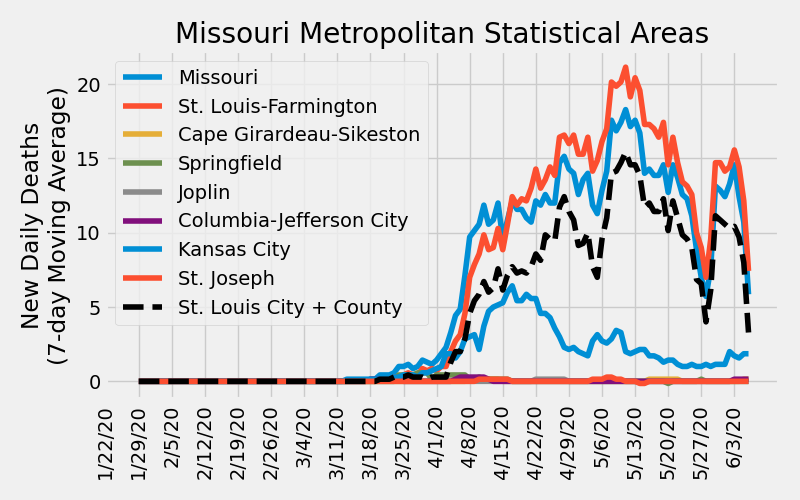 Missouri Metropolitan Statistical Areas
New Daily Deaths
(7-day Moving Average)
20
15
10
5
0
Missouri
St. Louis-Farmington
Cape Girardeau-Sikeston
Springfield
Joplin
Columbia-Jefferson City
Kansas City
St. Joseph
St. Louis City + County
1/22/20
1/29/20
2/5/20
2/12/20
2/19/20
2/26/20
3/4/20
3/11/20
3/18/20
3/25/20
4/1/20
4/8/20
4/15/20
4/22/20
4/29/20
5/6/20
5/13/20
5/20/20
5/27/20
6/3/20